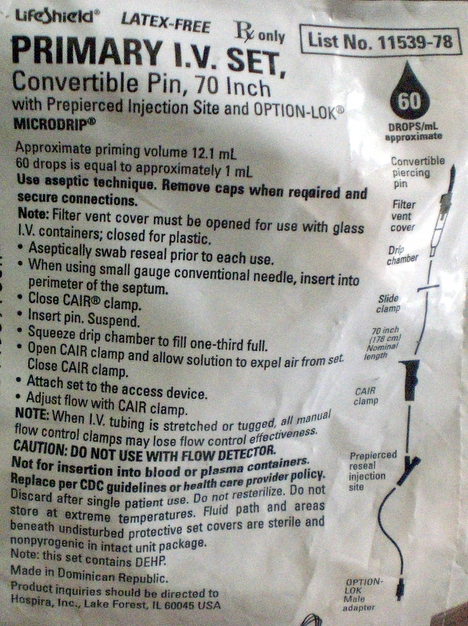 LifeShield® LATEX-FREE Rx only
List No. 11539-78
PRIMARY I.V. SET,
Convertible Pin, 70 Inch
with Prepierced Injection Site and OPTION-LOK®
MICRODRIP®
Approximate priming volume 12.1 mL
60 drops is equal to approximately 1 mL
Use aseptic technique. Remove caps when required and
secure connections.
Note: Filter vent cover must be opened for use with glass
I.V. containers; closed for plastic.
• Aseptically swab reseal prior to each use.
• When using small gauge conventional needle, insert into
perimeter of the septum.
• Close CAIR® clamp.
• Insert pin. Suspend.
• Squeeze drip chamber to fill one-third full.
• Open CAIR clamp and allow solution to expel air from set.
Close CAIR clamp.
• Attach set to the access device.
• Adjust flow with CAIR clamp.
NOTE: When I.V. tubing is stretched or tugged, all manual
flow control clamps may lose flow control effectiveness.
CAUTION: DO NOT USE WITH FLOW DETECTOR.
Not for insertion into blood or plasma containers.
Replace per CDC guidelines or health care provider policy.
Discard after single patient use. Do not resterilize. Do not
store at extreme temperatures. Fluid path and areas
beneath undisturbed protective set covers are sterile and
nonpyrogenic in intact unit package.
Note: this set contains DEHP.
Made in Dominican Republic.
Product inquiries should be directed to
Hospira, Inc., Lake Forest, IL 60045 USA
60
DROPS/mL
approximate
Convertible
piercing
pin
Filter
vent
cover
Drip
chamber
Slide
clamp
70 inch
(178 cm)
Nominal
length
CAIR
clamp
Prepierced
reseal
injection
site
OPTION-
LOK
Male
adapter